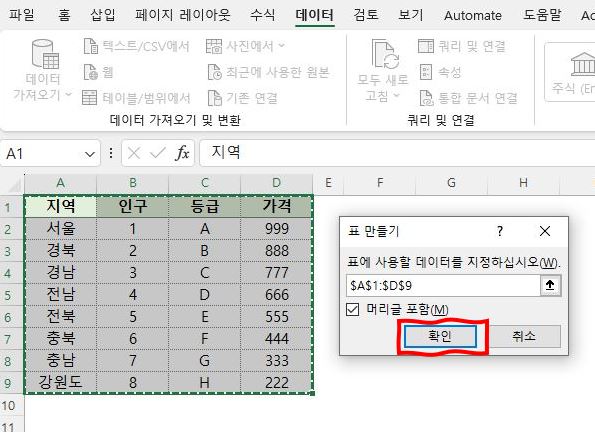 파일 홈 삽입 페이지 레이아웃 수식 데이터 검토 보기 Automate 도움말
텍스트/CSV에서 사진에서 쿼리 및 연결
웹 최근에 사용한 원본 속성
데이터 가져오기 테이블/범위에서 기존 연결 모두 새로 고침 통합 문서 연결 주식 (En
데이터 가져오기 및 변환 쿼리 및 연결
A1 fx 지역
A B C D E F G H
1 지역 인구 등급 가격
2 서울 1 A 999
3 경북 2 B 888
4 경남 3 C 777
5 전남 4 D 666
6 전북 5 E 555
7 충북 6 F 444
8 충남 7 G 333
9 강원도 8 H 222
10
11
표 만들기 ?
표에 사용할 데이터를 지정하십시오(W).
$A$1:$D$9
머리글 포함(M)
확인 취소